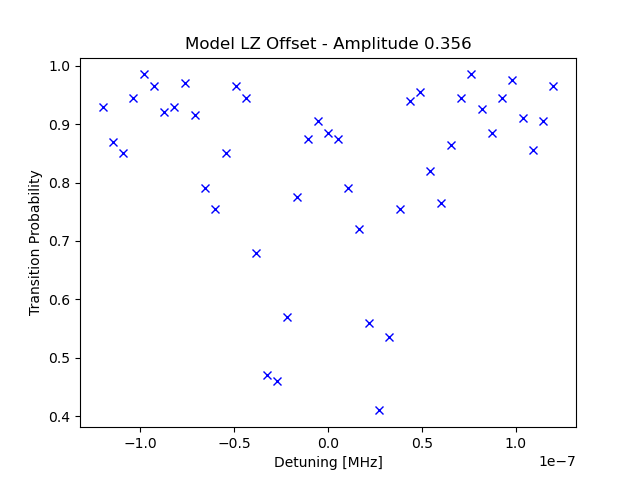 Model LZ Offset - Amplitude 0.356
1.0
0.9
0.8
0.7
0.6
0.5
0.4
Transition Probability
−1.0 −0.5 0.0 0.5 1.0
1e−7
Detuning [MHz]